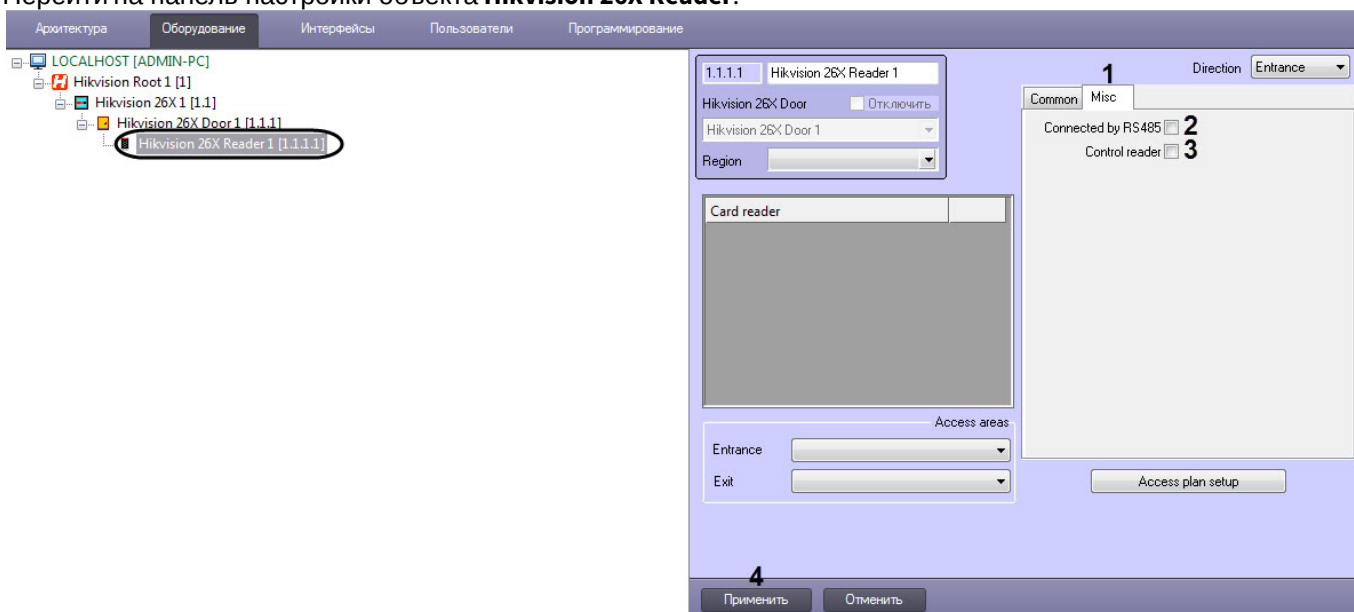 Перейти на панель настройки объекта Hikvision 26X Reader.
Архитектура Оборудование Интерфейсы Пользователи Программирование
LOCALHOST [ADMIN-PC]
Hikvision Root 1 [1]
Hikvision 26X 1 [1.1]
Hikvision 26X Door 1 [1.1.1]
Hikvision 26X Reader 1 [1.1.1.1]
1.1.1.1 Hikvision 26X Reader 1
Hikvision 26X Door Отключить
Hikvision 26X Door 1
Region
Card reader
Access areas
Entrance
Exit
1 Direction Entrance
Common Misc
Connected by RS485 2
Control reader 3
Access plan setup
4
Применить Отменить